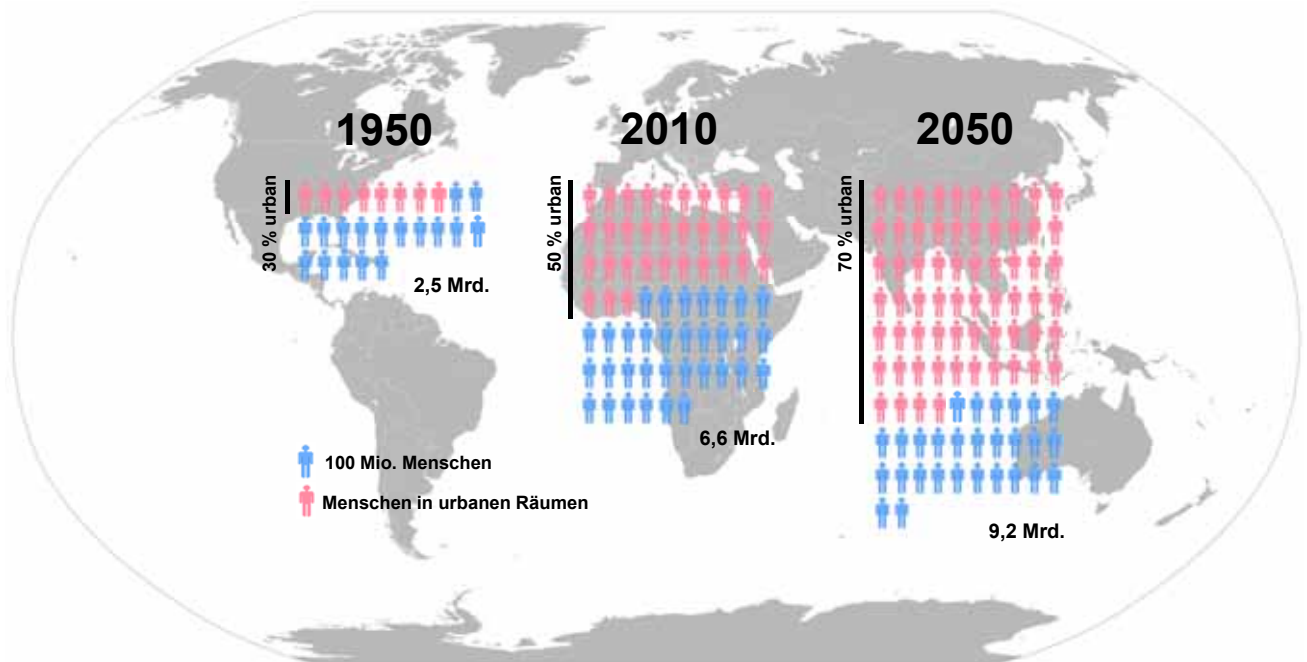 1950
30 % urban
2,5 Mrd.
2010
50 % urban
6,6 Mrd.
2050
70 % urban
9,2 Mrd.
100 Mio. Menschen
Menschen in urbanen Räumen